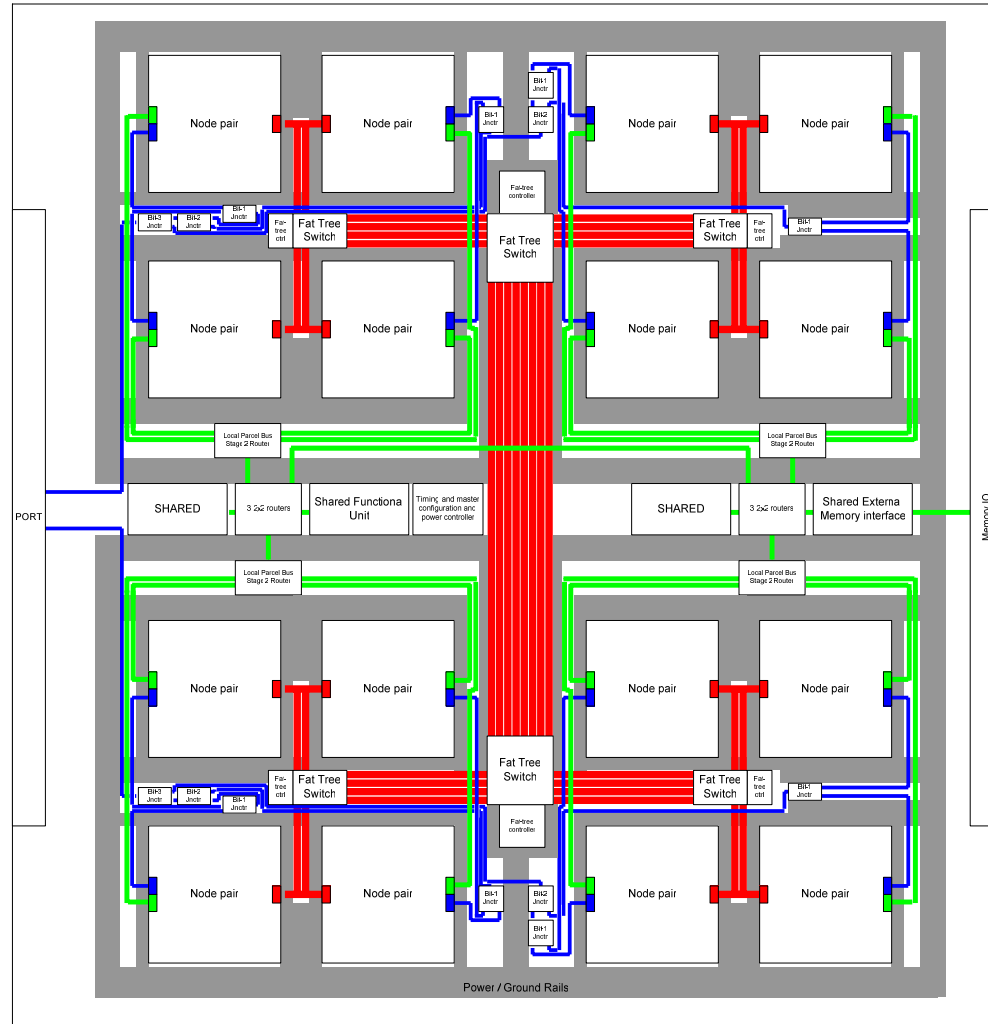 Bit-1
Jnctr
Node pair
Node pair
Bit-1
Jnctr
Bit-2
Jnctr
Node pair
Node pair
Fat-tree
controller
Bit-3
Jnctr
Bit-2
Jnctr
Bit-1
Jnctr
Fat-
tree
ctrl
Fat Tree
Switch
Fat Tree
Switch
Fat Tree
Switch
Fat-
tree
ctrl
Bit-1
Jnctr
Node pair
Node pair
Node pair
Node pair
Local Parcel Bus
Stage 2 Router
Local Parcel Bus
Stage 2 Router
PORT
SHARED
3 2x2 routers
Shared Functiona
Unit
Timing and master
configuration and
power controller
SHARED
3 2x2 routers
Shared Externa
Memory interface
Memory IO
Local Parcel Bus
Stage 2 Router
Local Parcel Bus
Stage 2 Router
Node pair
Node pair
Node pair
Node pair
Bit-3
Jnctr
Bit-2
Jnctr
Bit-1
Jnctr
Fat-
tree
ctrl
Fat Tree
Switch
Fat Tree
Switch
Fat Tree
Switch
Fat-
tree
ctrl
Bit-1
Jnctr
Fat-tree
controller
Node pair
Node pair
Bit-1
Jnctr
Bit-2
Jnctr
Node pair
Node pair
Bit-1
Jnctr
Power / Ground Rails